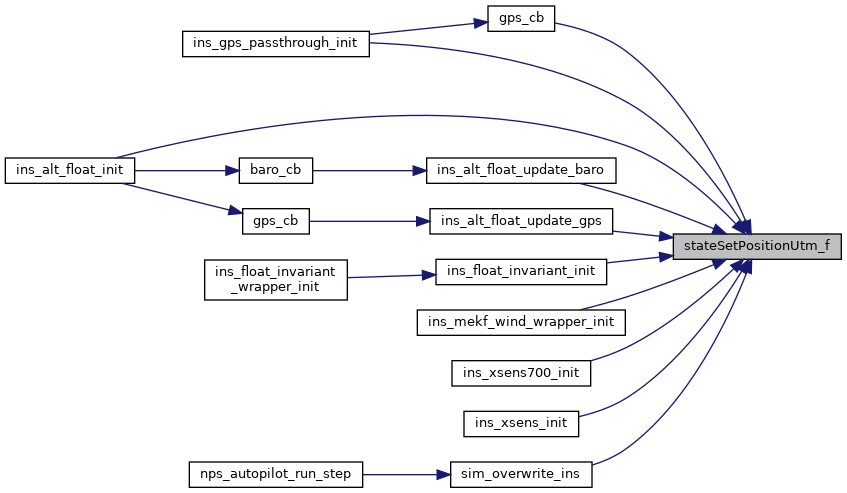 gps_cb
ins_gps_passthrough_init
ins_alt_float_init
baro_cb
ins_alt_float_update_baro
gps_cb
ins_alt_float_update_gps
stateSetPositionUtm_f
ins_float_invariant
_wrapper_init
ins_float_invariant_init
ins_mekf_wind_wrapper_init
ins_xsens700_init
ins_xsens_init
nps_autopilot_run_step
sim_overwrite_ins